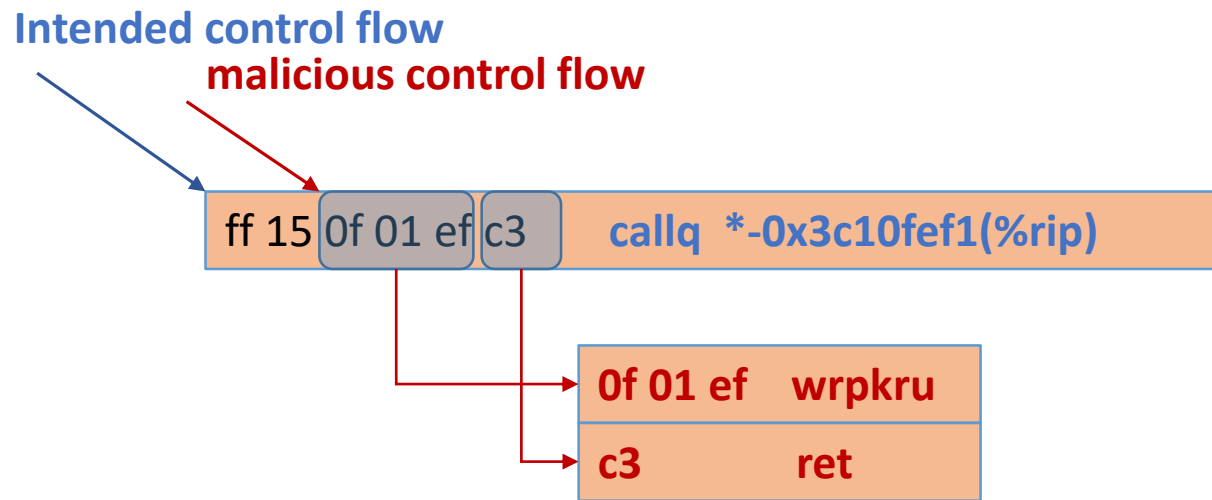 Intended control flow
malicious control flow
ff 15 0f 01 ef c3 callq *-0x3c10fef1(%rip)
0f 01 ef wrpkru
c3 ret